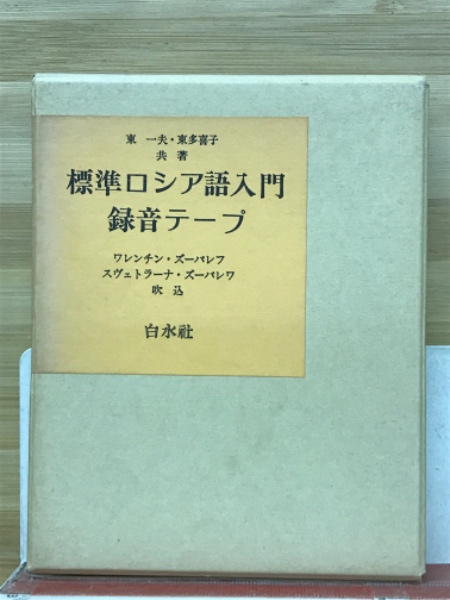 東 一夫・東多喜子
共著
標準ロシア語入門
録音テープ
ワレンチン・ズーバレフ
スヴェトラーナ・ズーバレワ
吹込
白水社